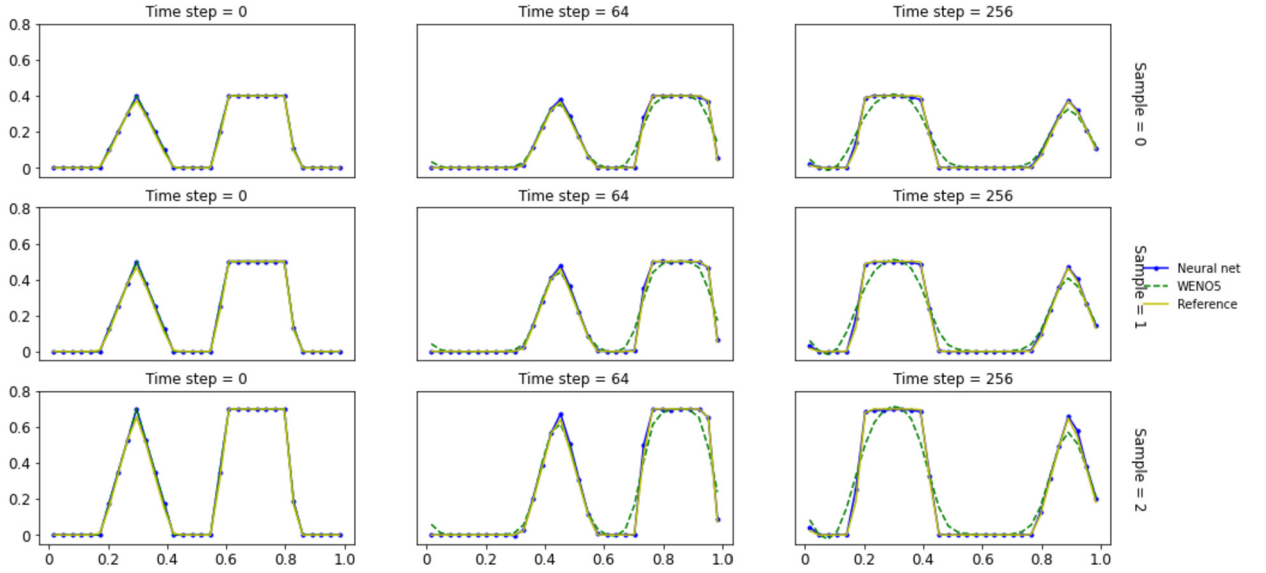 Time step = 0
Time step = 64
Time step = 256
0.8
0.6
0.4
0.2
0
Sample = 0
Time step = 0
Time step = 64
Time step = 256
0.8
0.6
0.4
0.2
0
Sample = 1
Neural net
WENO5
Reference
Time step = 0
Time step = 64
Time step = 256
0.8
0.6
0.4
0.2
0
Sample = 2
0 0.2 0.4 0.6 0.8 1.0 0 0.2 0.4 0.6 0.8 1.0 0 0.2 0.4 0.6 0.8 1.0